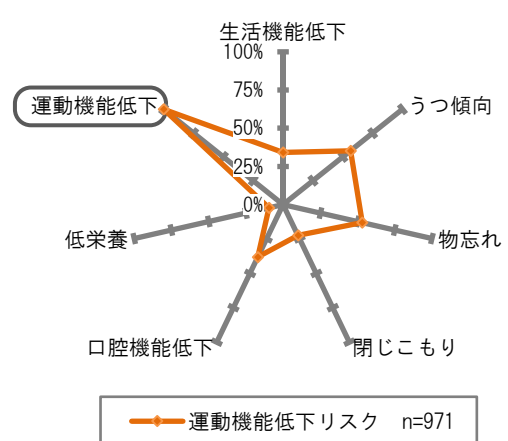 生活機能低下
100%
75%
50%
25%
0%
運動機能低下
うつ傾向
低栄養
物忘れ
口腔機能低下
閉じこもり
運動機能低下リスク n=971